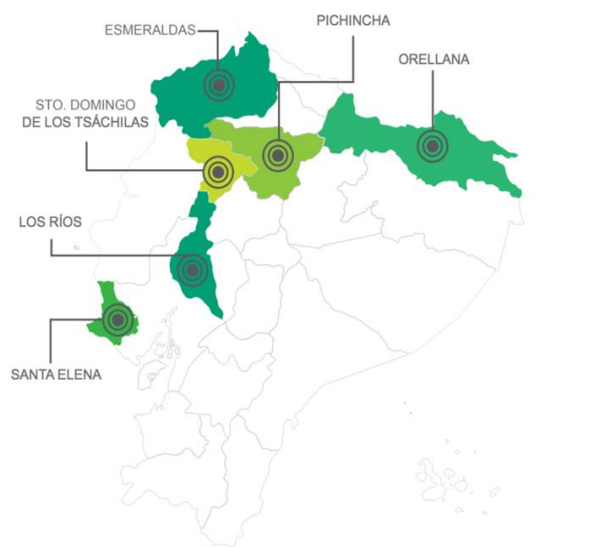 PICHINCHA
ESMERALDAS
ORELLANA
STO. DOMINGO
DE LOS TSÁCHILAS
LOS RÍOS
SANTA ELENA